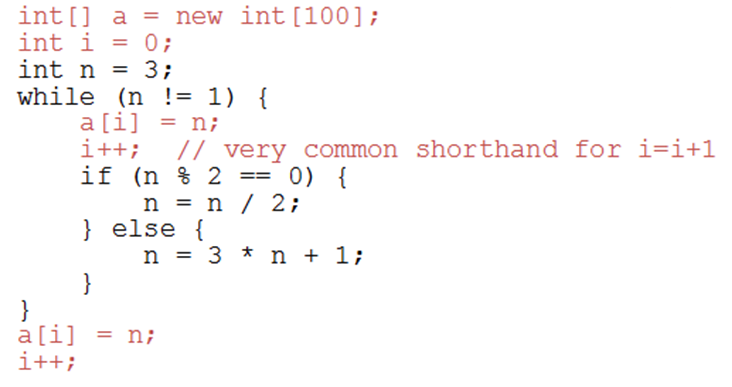 int[] a = new int[100];
int i = 0;
int n = 3;
while (n != 1) {
    a[i] = n;
    i++;  // very common shorthand for i=i+1
    if (n % 2 == 0) {
        n = n / 2;
    } else {
        n = 3 * n + 1;
    }
}
a[i] = n;
i++;